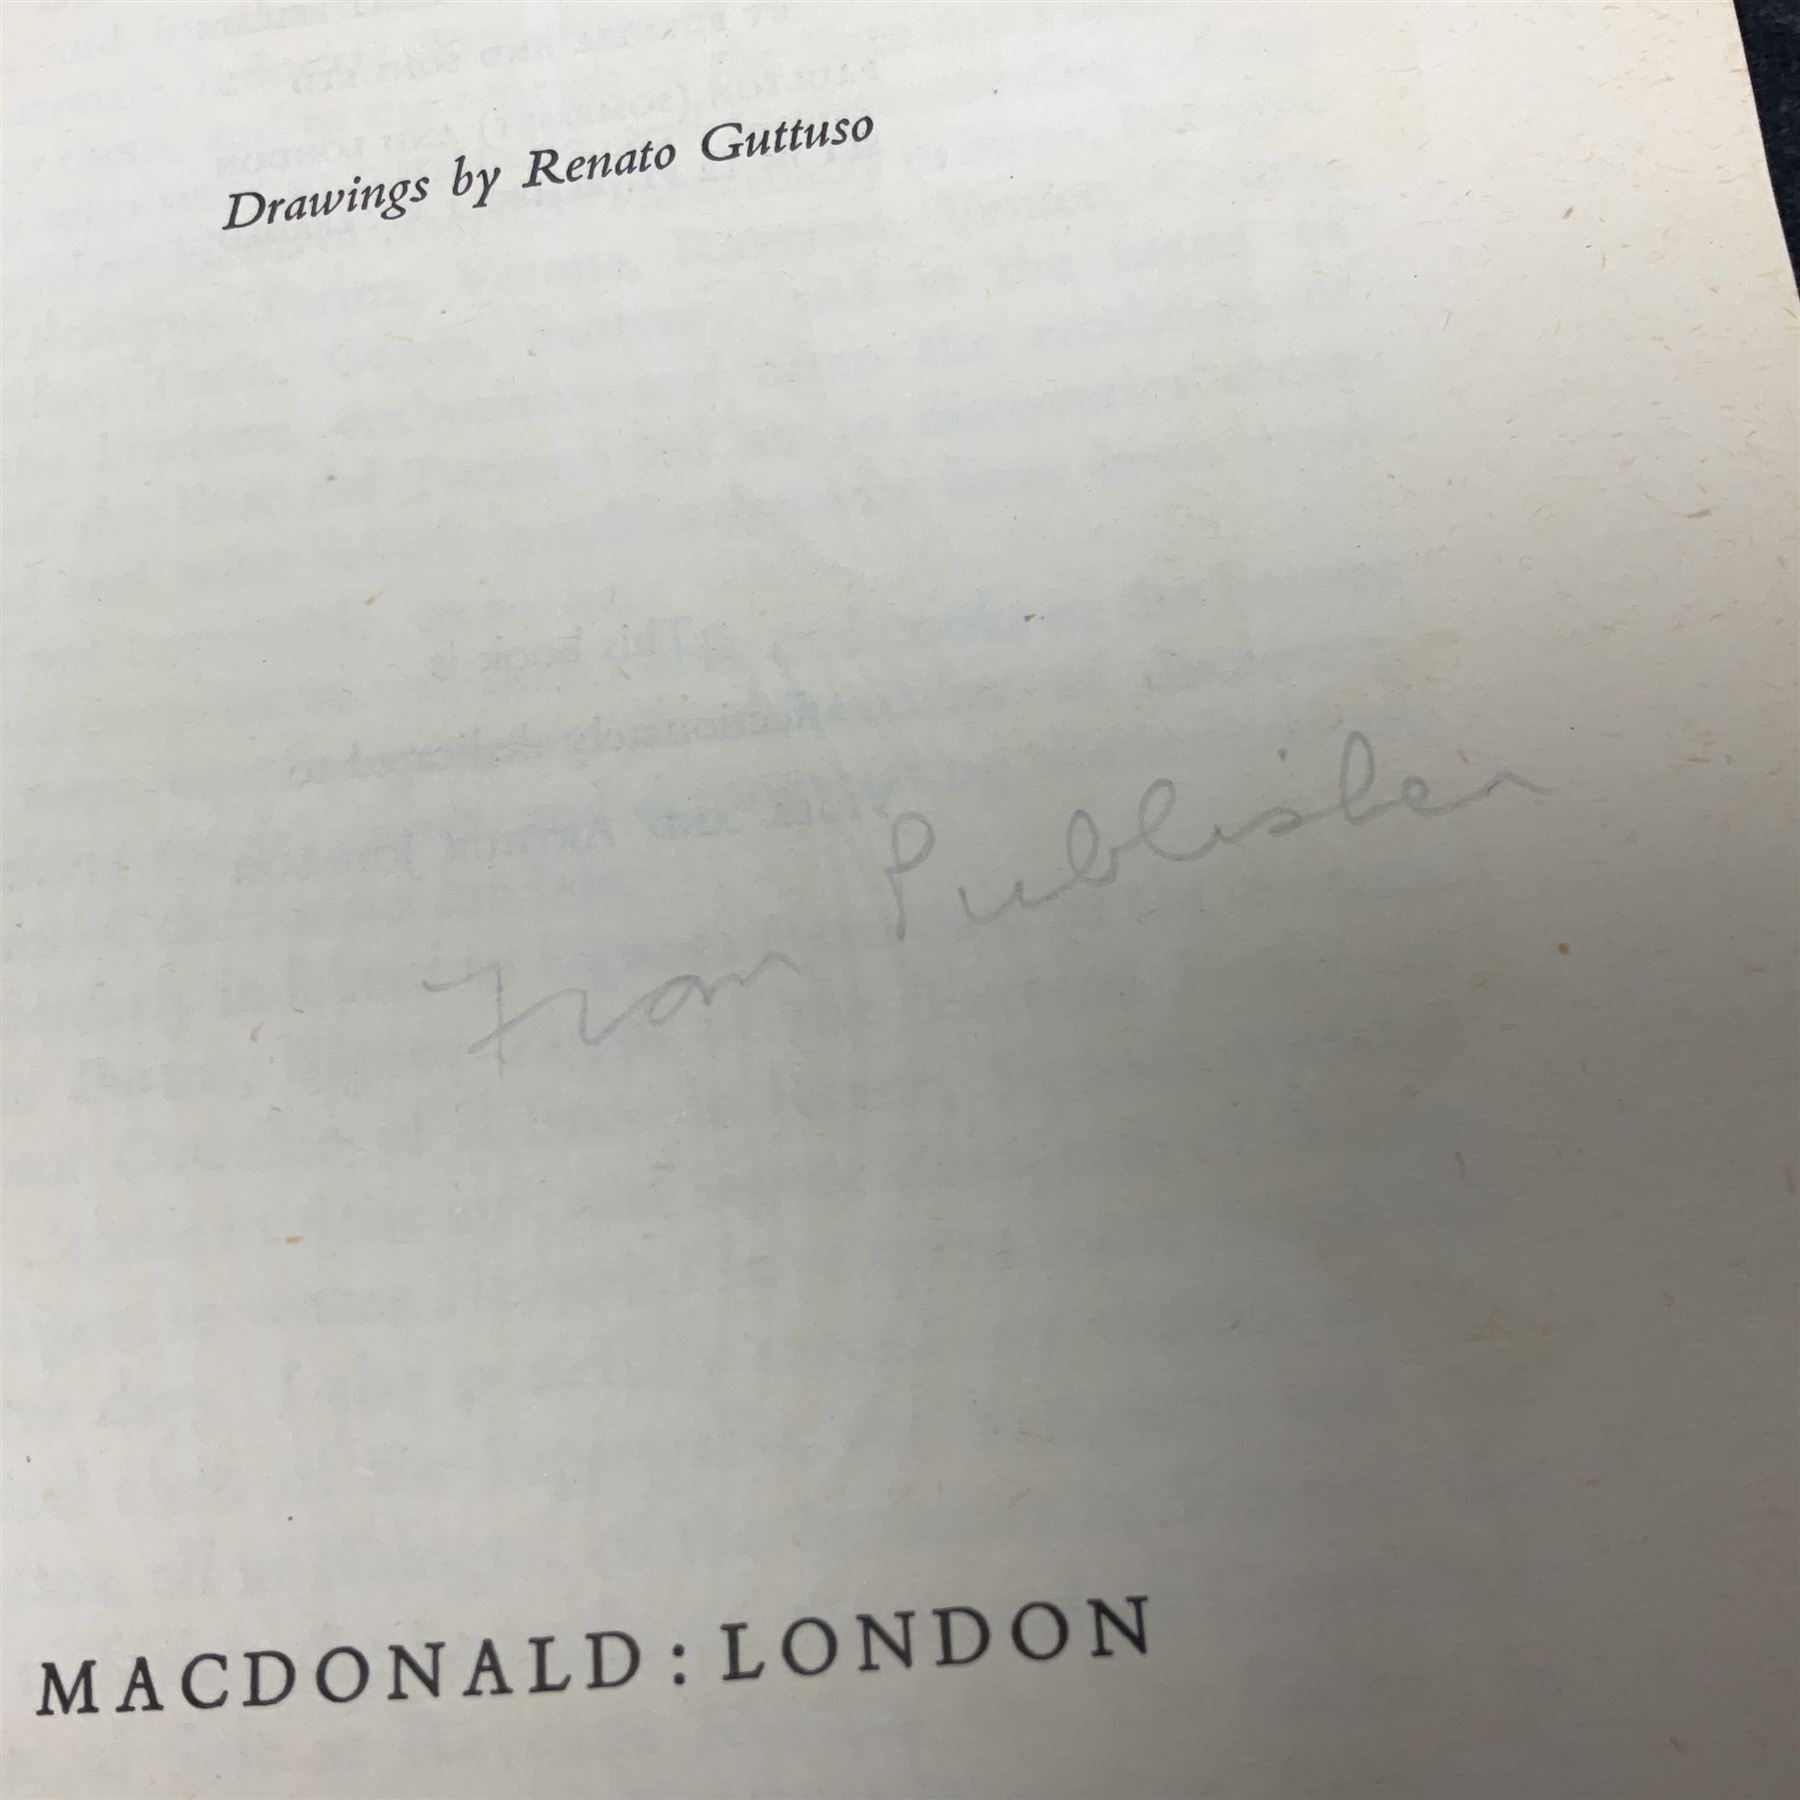 Drawings by Renato Guttuso
From Publisher
MACDONALD : LONDON